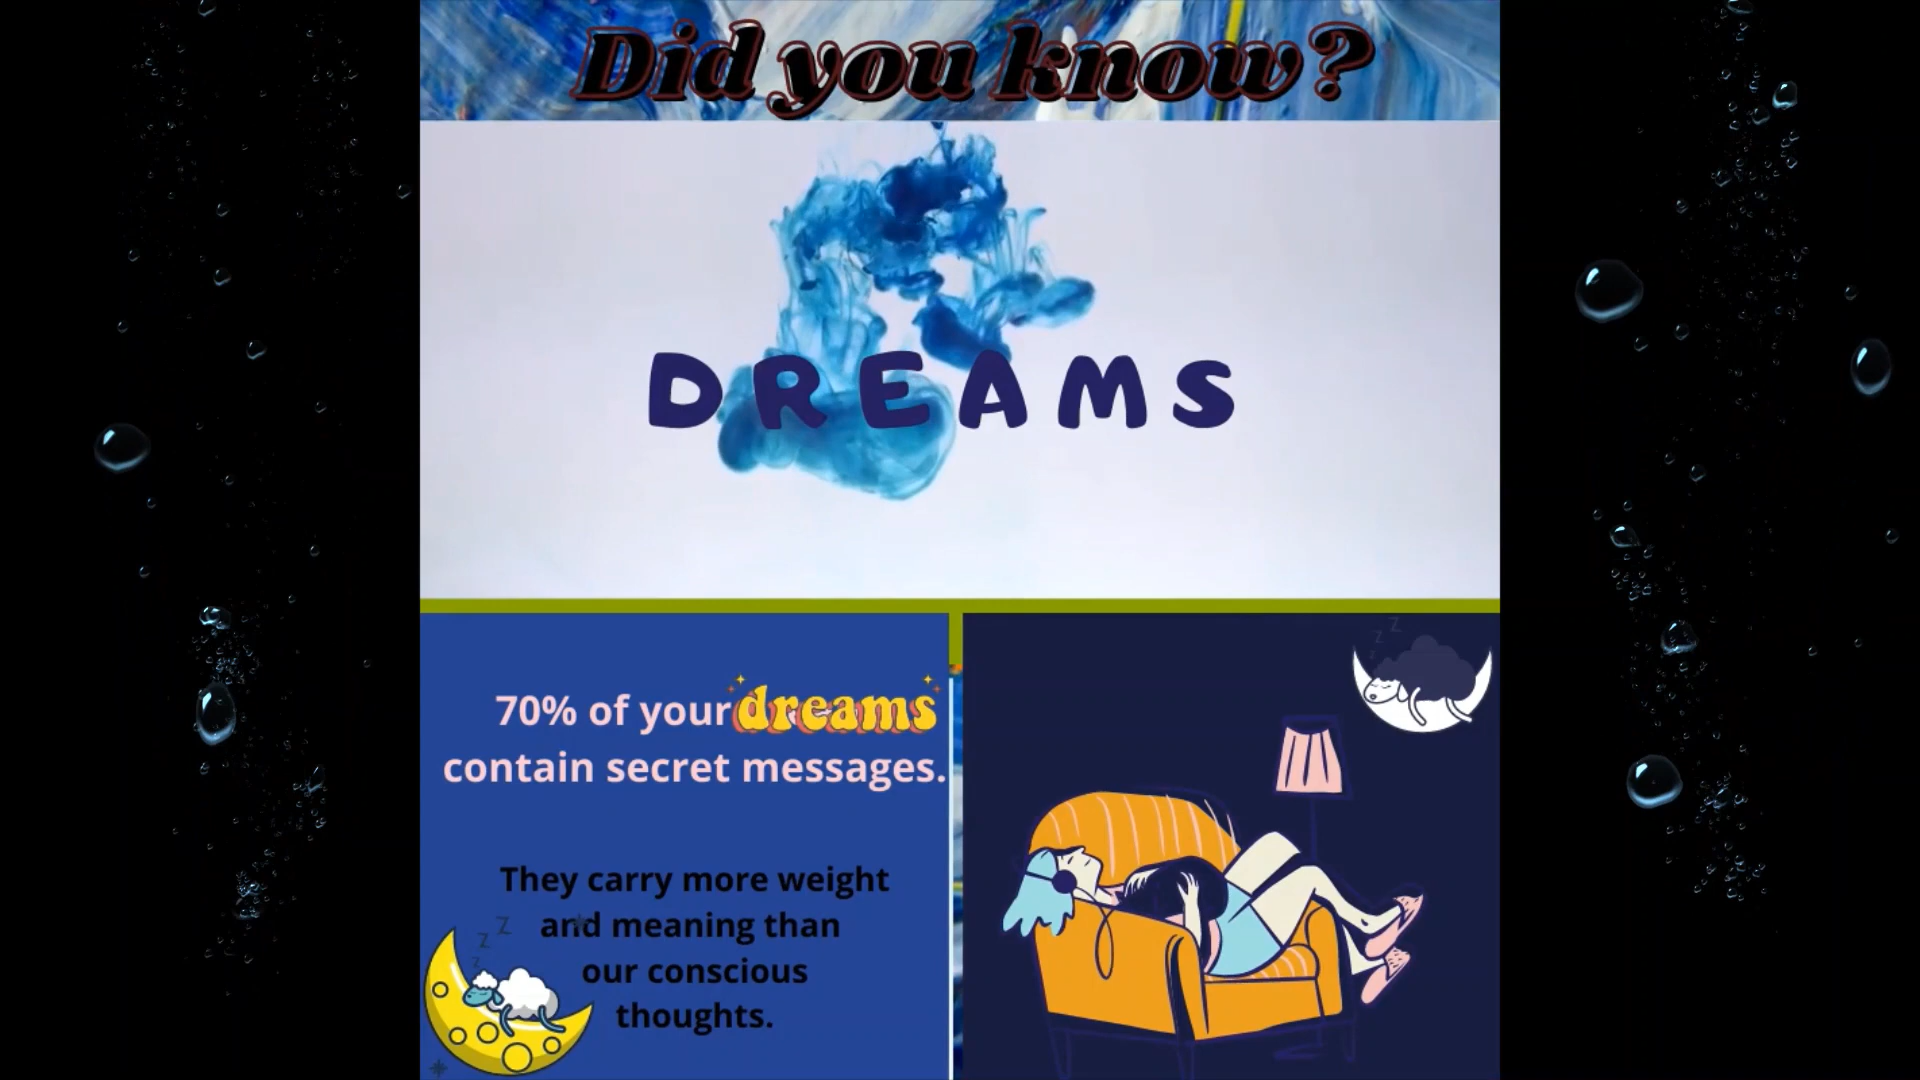 Did you know?
DREAMS
70% of your dreams
contain secret messages.
They carry more weight
and meaning than
our conscious
thoughts.
z z
z
z z